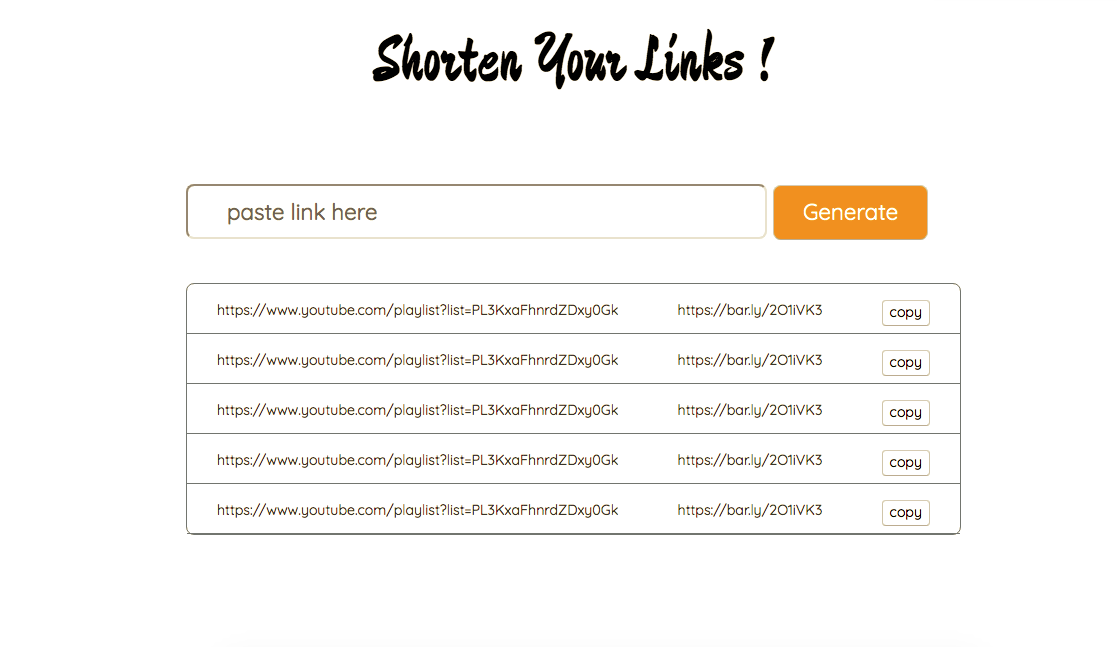 Shorten Your Links !
paste link here Generate
https://www.youtube.com/playlist?list=PL3KxaFhnrdZDxy0Gk https://bar.ly/2O1iVK3 copy
https://www.youtube.com/playlist?list=PL3KxaFhnrdZDxy0Gk https://bar.ly/2O1iVK3 copy
https://www.youtube.com/playlist?list=PL3KxaFhnrdZDxy0Gk https://bar.ly/2O1iVK3 copy
https://www.youtube.com/playlist?list=PL3KxaFhnrdZDxy0Gk https://bar.ly/2O1iVK3 copy
https://www.youtube.com/playlist?list=PL3KxaFhnrdZDxy0Gk https://bar.ly/2O1iVK3 copy